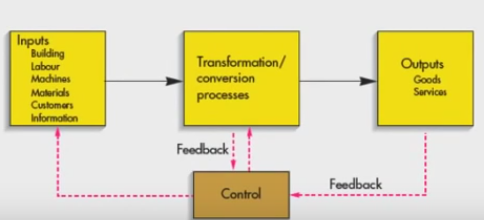 Inputs
Building
Labour
Machines
Materials
Customers
Information
Transformation/
conversion
processes
Outputs
Goods
Services
Feedback
Control
Feedback